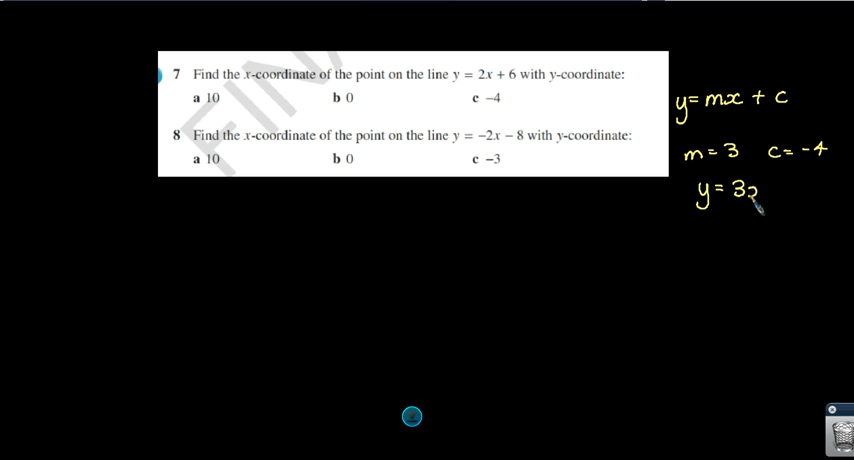 7 Find the x-coordinate of the point on the line y = 2x + 6 with y-coordinate:
a 10 b 0 c –4
8 Find the x-coordinate of the point on the line y = –2x – 8 with y-coordinate:
a 10 b 0 c –3
FINA
y = mx + c
m = 3 c = -4
y = 3